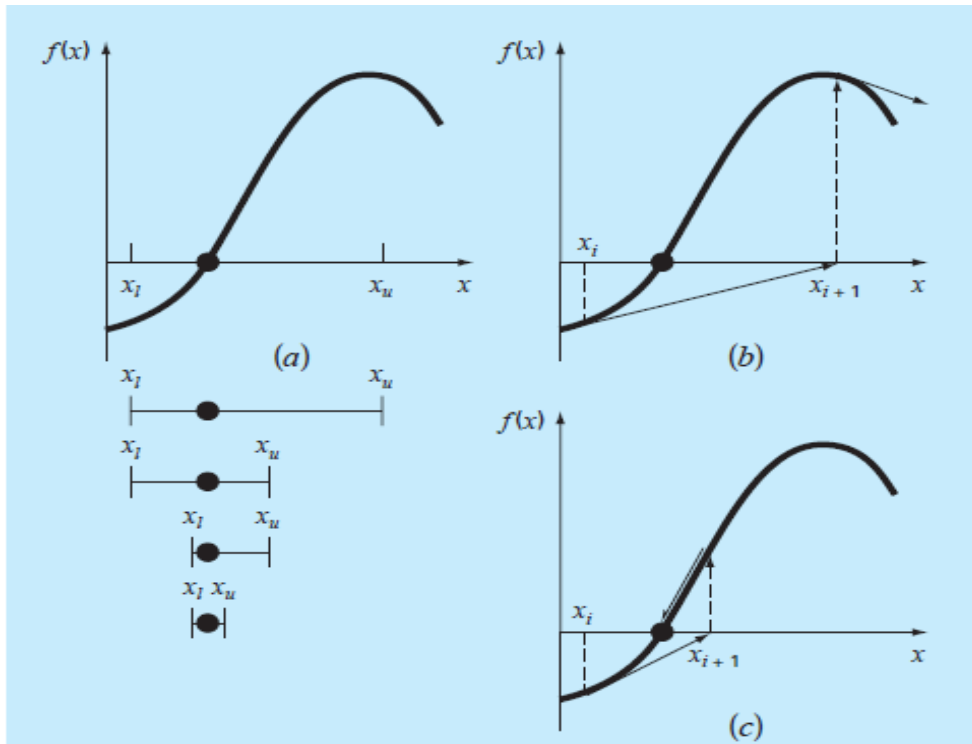 f(x)
x_l
x_u
x
(a)
x_l
x_u
x_l
x_u
x_l
x_u
x_l x_u
f(x)
x_i
x_{i + 1}
x
(b)
f(x)
x_i
x_{i + 1}
x
(c)